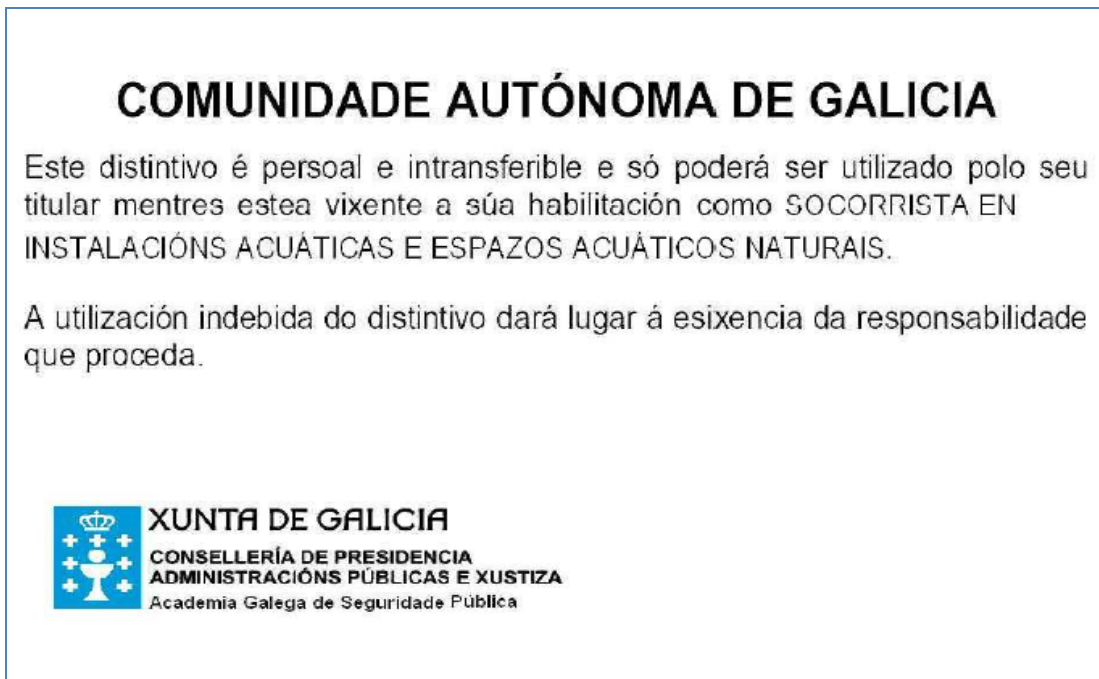 COMUNIDADE AUTÓNOMA DE GALICIA
Este distintivo é persoal e intransferible e só poderá ser utilizado polo seu
titular mentres estea vixente a súa habilitación como SOCORRISTA EN
INSTALACIÓNS ACUÁTICAS E ESPAZOS ACUÁTICOS NATURAIS.
A utilización indebida do distintivo dará lugar á esixencia da responsabilidade
que proceda.
XUNTA DE GALICIA
CONSELLERÍA DE PRESIDENCIA
ADMINISTRACIÓNS PÚBLICAS E XUSTIZA
Academia Galega de Seguridade Pública